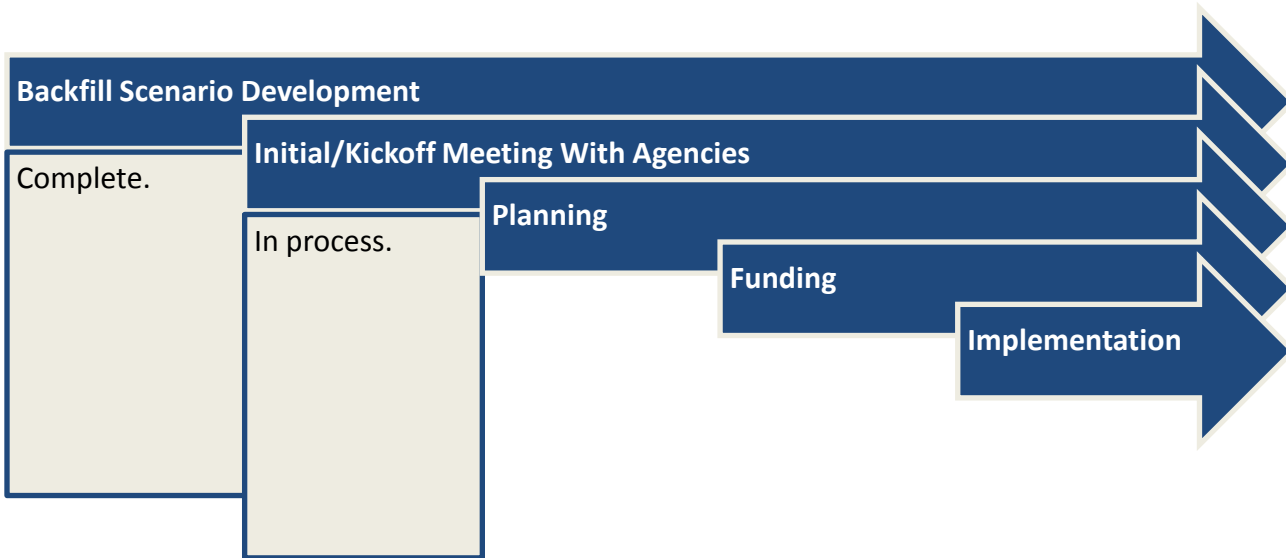 Backfill Scenario Development
Complete.
Initial/Kickoff Meeting With Agencies
In process.
Planning
Funding
Implementation